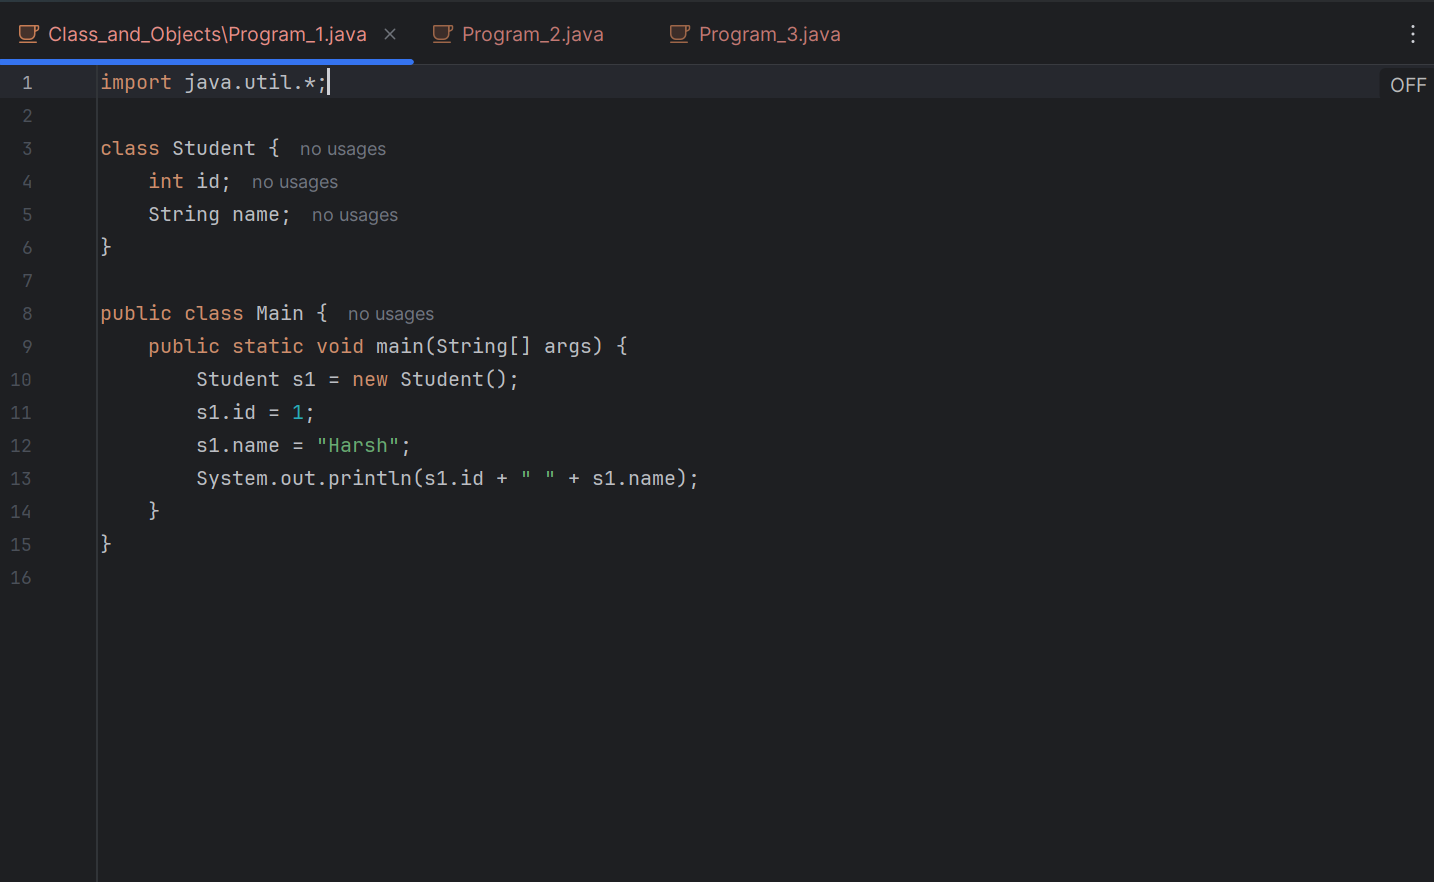 Class_and_Objects\Program_1.java Program_2.java Program_3.java
1 import java.util.*; OFF
2
3 class Student { no usages
4     int id; no usages
5     String name; no usages
6 }
7
8 public class Main { no usages
9     public static void main(String[] args) {
10         Student s1 = new Student();
11         s1.id = 1;
12         s1.name = "Harsh";
13         System.out.println(s1.id + " " + s1.name);
14     }
15 }
16